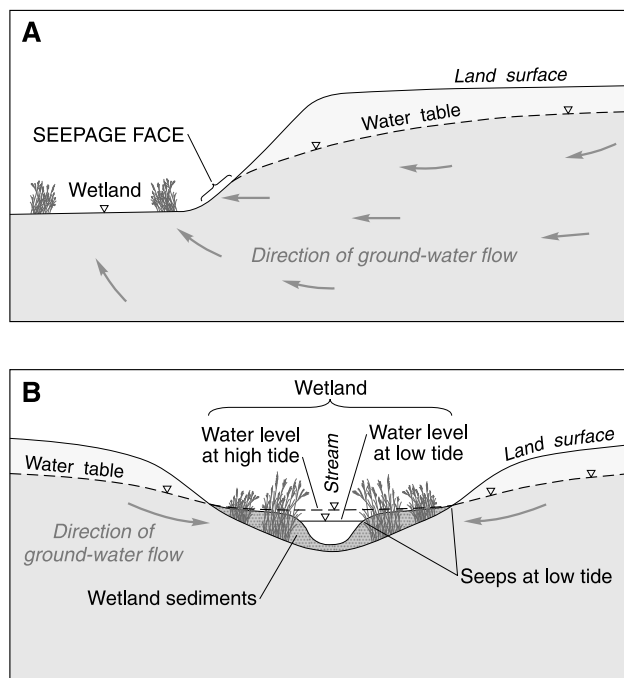 A
Land surface
Water table
SEEPAGE FACE
Wetland
Direction of ground-water flow
B
Wetland
Water level
at high tide
Stream
Water level
at low tide
Land surface
Water table
Direction of
ground-water flow
Wetland sediments
Seeps at low tide